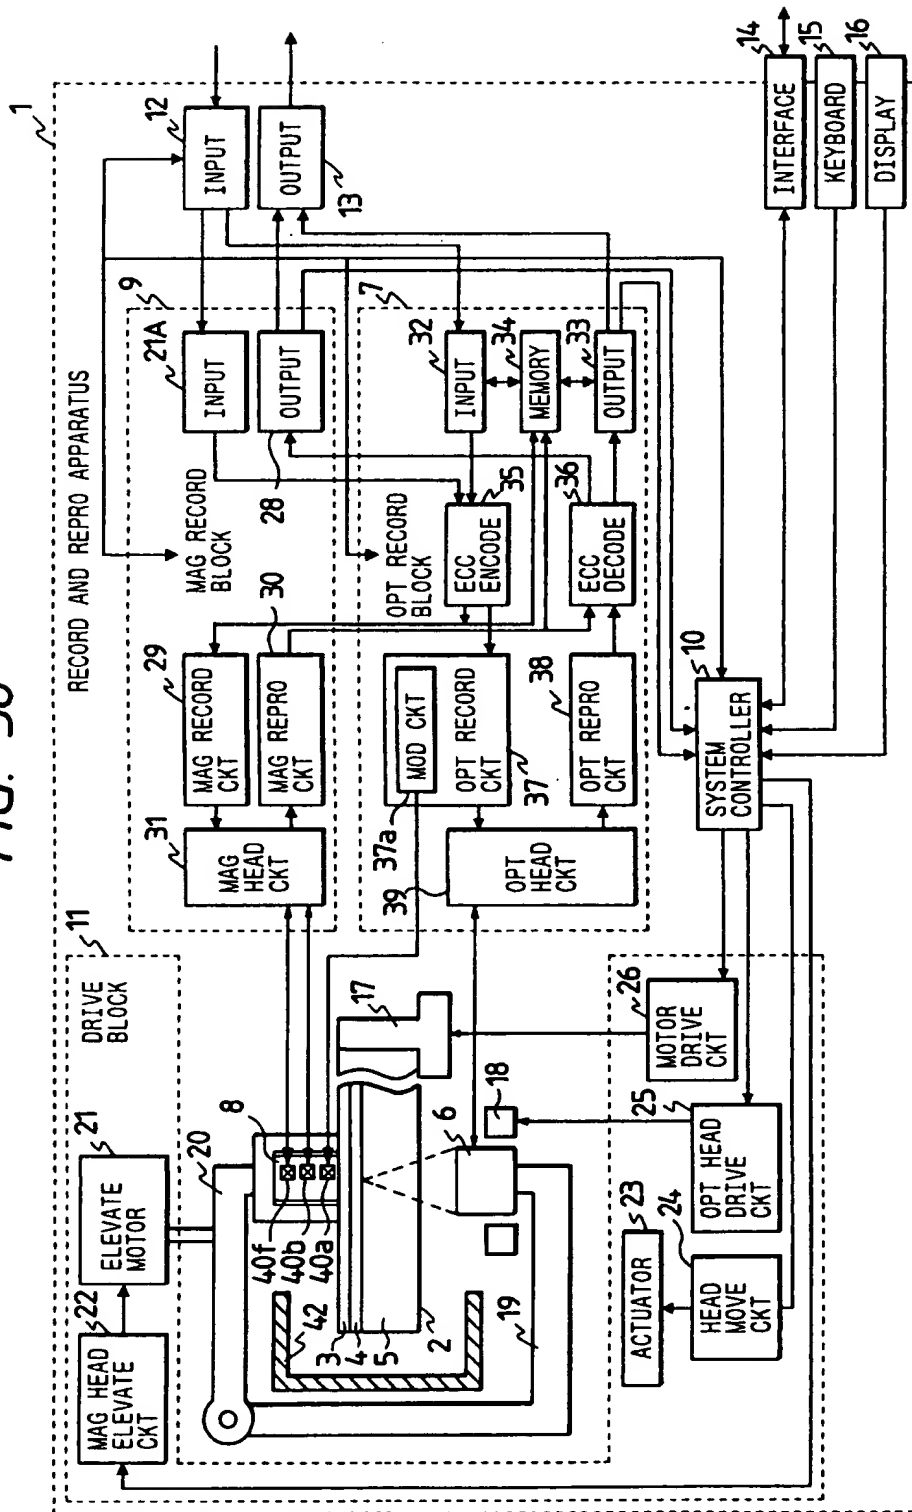 RECORD AND REPRO APPARATUS
1
DRIVE
BLOCK
11
MAG HEAD
ELEVATE
CKT
22
ELEVATE
MOTOR
21
20
8
40f
40b
40a
42
3
4
5
2
17
6
18
19
MAG RECORD
BLOCK
9
MAG HEAD
CKT
31
MAG RECORD
CKT
29
MAG REPRO
CKT
30
INPUT
21A
OUTPUT
28
INPUT
12
OUTPUT
13
OPT RECORD
BLOCK
7
OPT HEAD
CKT
39
MOD CKT
37a
OPT RECORD
CKT
37
OPT REPRO
CKT
38
ECC
ENCODE
35
ECC
DECODE
36
INPUT
32
MEMORY
34
OUTPUT
33
ACTUATOR
23
HEAD
MOVE
CKT
24
OPT HEAD
DRIVE
CKT
25
MOTOR
DRIVE
CKT
26
SYSTEM
CONTROLLER
10
INTERFACE
14
KEYBOARD
15
DISPLAY
16